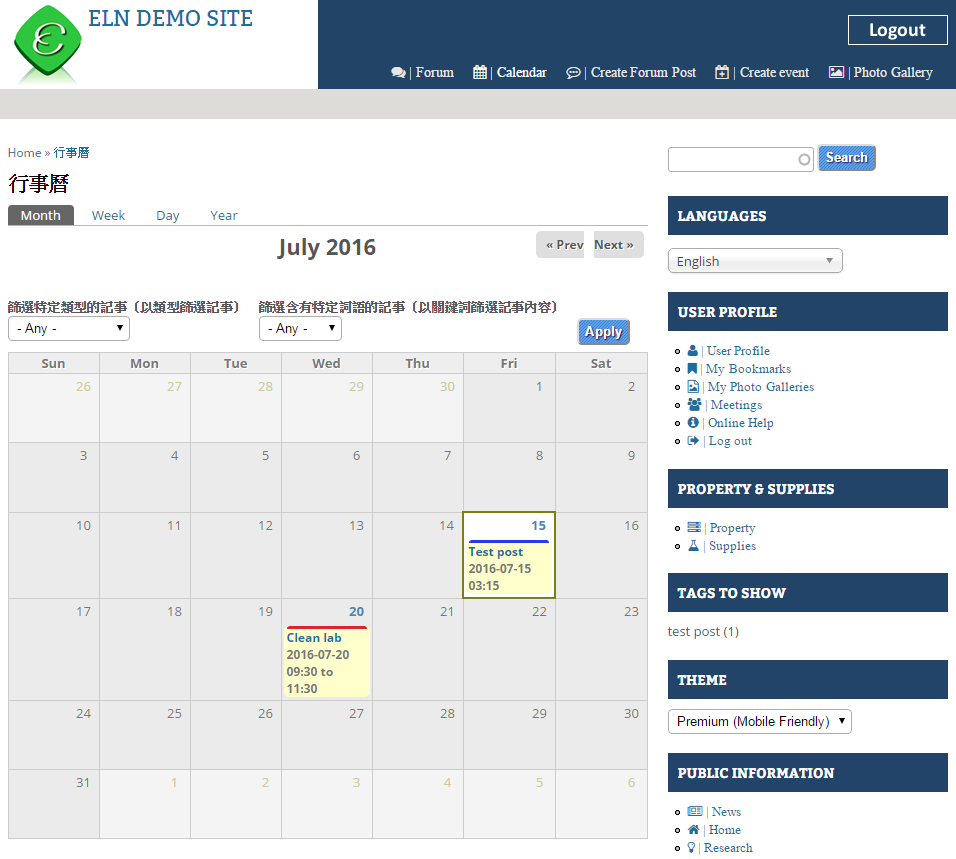 ELN DEMO SITE
Logout
| Forum | Calendar | Create Forum Post | Create event | Photo Gallery
Home » 行事曆
行事曆
Month Week Day Year
July 2016
« Prev Next »
篩選特定類型的記事（以類型篩選記事） 篩選含有特定詞語的記事（以關鍵詞篩選記事內容）
- Any - - Any - Apply
Sun Mon Tue Wed Thu Fri Sat
26 27 28 29 30 1 2
3 4 5 6 7 8 9
10 11 12 13 14 15 16
Test post
2016-07-15
03:15
17 18 19 20 21 22 23
Clean lab
2016-07-20
09:30 to
11:30
24 25 26 27 28 29 30
31 1 2 3 4 5 6
Search
LANGUAGES
English
USER PROFILE
| User Profile
| My Bookmarks
| My Photo Galleries
| Meetings
| Online Help
| Log out
PROPERTY & SUPPLIES
| Property
| Supplies
TAGS TO SHOW
test post (1)
THEME
Premium (Mobile Friendly)
PUBLIC INFORMATION
| News
| Home
| Research